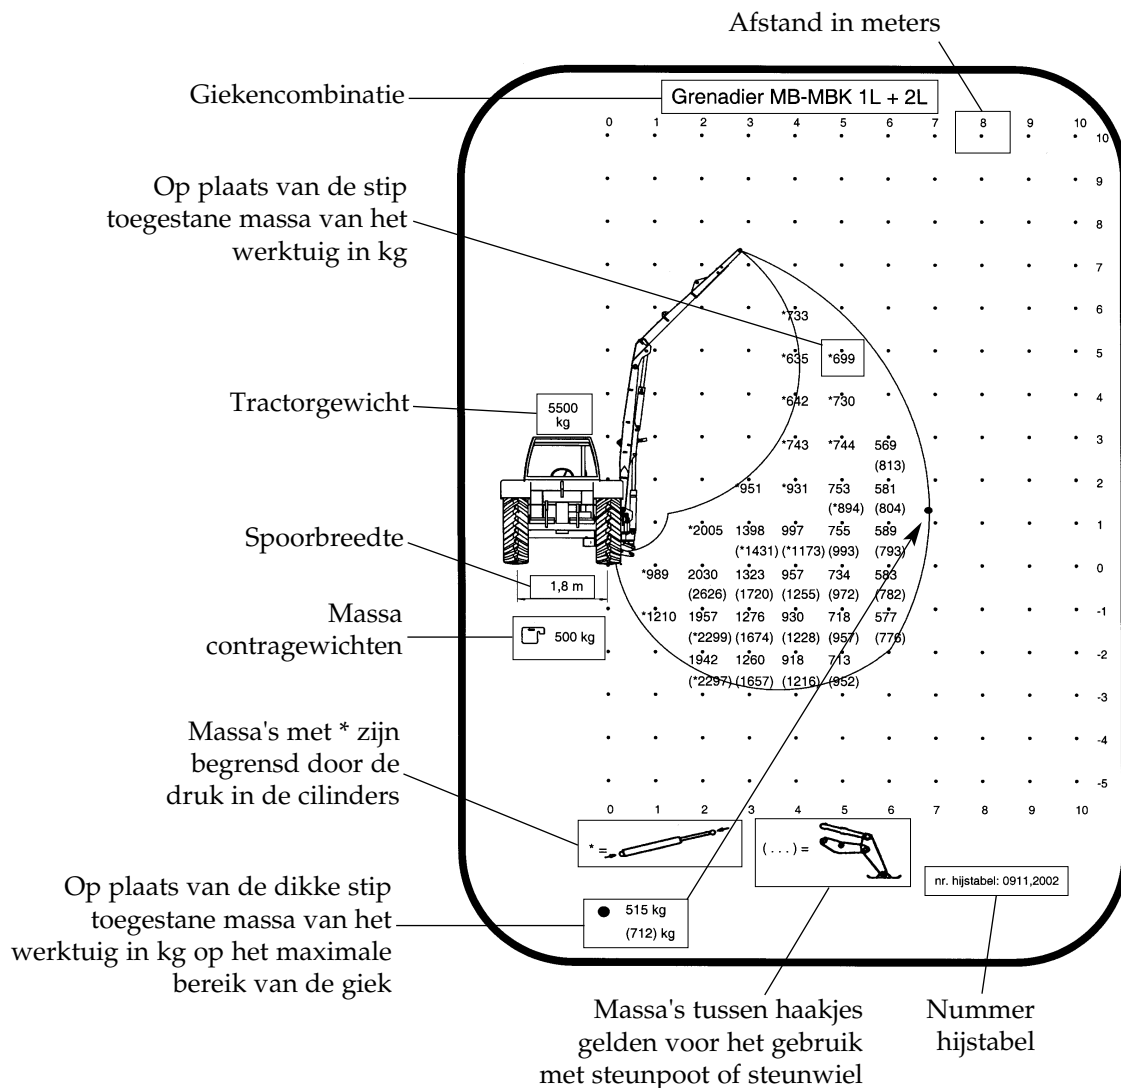 Afstand in meters
Giekencombinatie
Grenadier MB-MBK 1L + 2L
0 1 2 3 4 5 6 7 8 9 10
10
9
Op plaats van de stip
toegestane massa van het
werktuig in kg
8
7
*733 6
*635 *699 5
Tractorgewicht
5500
kg
*642 *730 4
*743 *744 569 3
(813)
*951 *931 753 581 2
(*894) (804)
Spoorbreedte
*2005 1398 997 755 589 1
(*1431) (*1173) (993) (793)
*989 2030 1323 957 734 583 0
1,8 m
(2626) (1720) (1255) (972) (782)
Massa
contragewichten
500 kg
*1210 1957 1276 930 718 577 -1
(*2299) (1674) (1228) (957) (776)
1942 1260 918 713 -2
(*2297) (1657) (1216) (952)
-3
Massa's met * zijn
begrensd door de
druk in de cilinders
-4
-5
0 1 2 3 4 5 6 7 8 9 10
* =
(...) =
nr. hijstabel: 0911,2002
Op plaats van de dikke stip
toegestane massa van het
werktuig in kg op het maximale
bereik van de giek
515 kg
(712) kg
Massa's tussen haakjes
gelden voor het gebruik
met steunpoot of steunwiel
Nummer
hijstabel